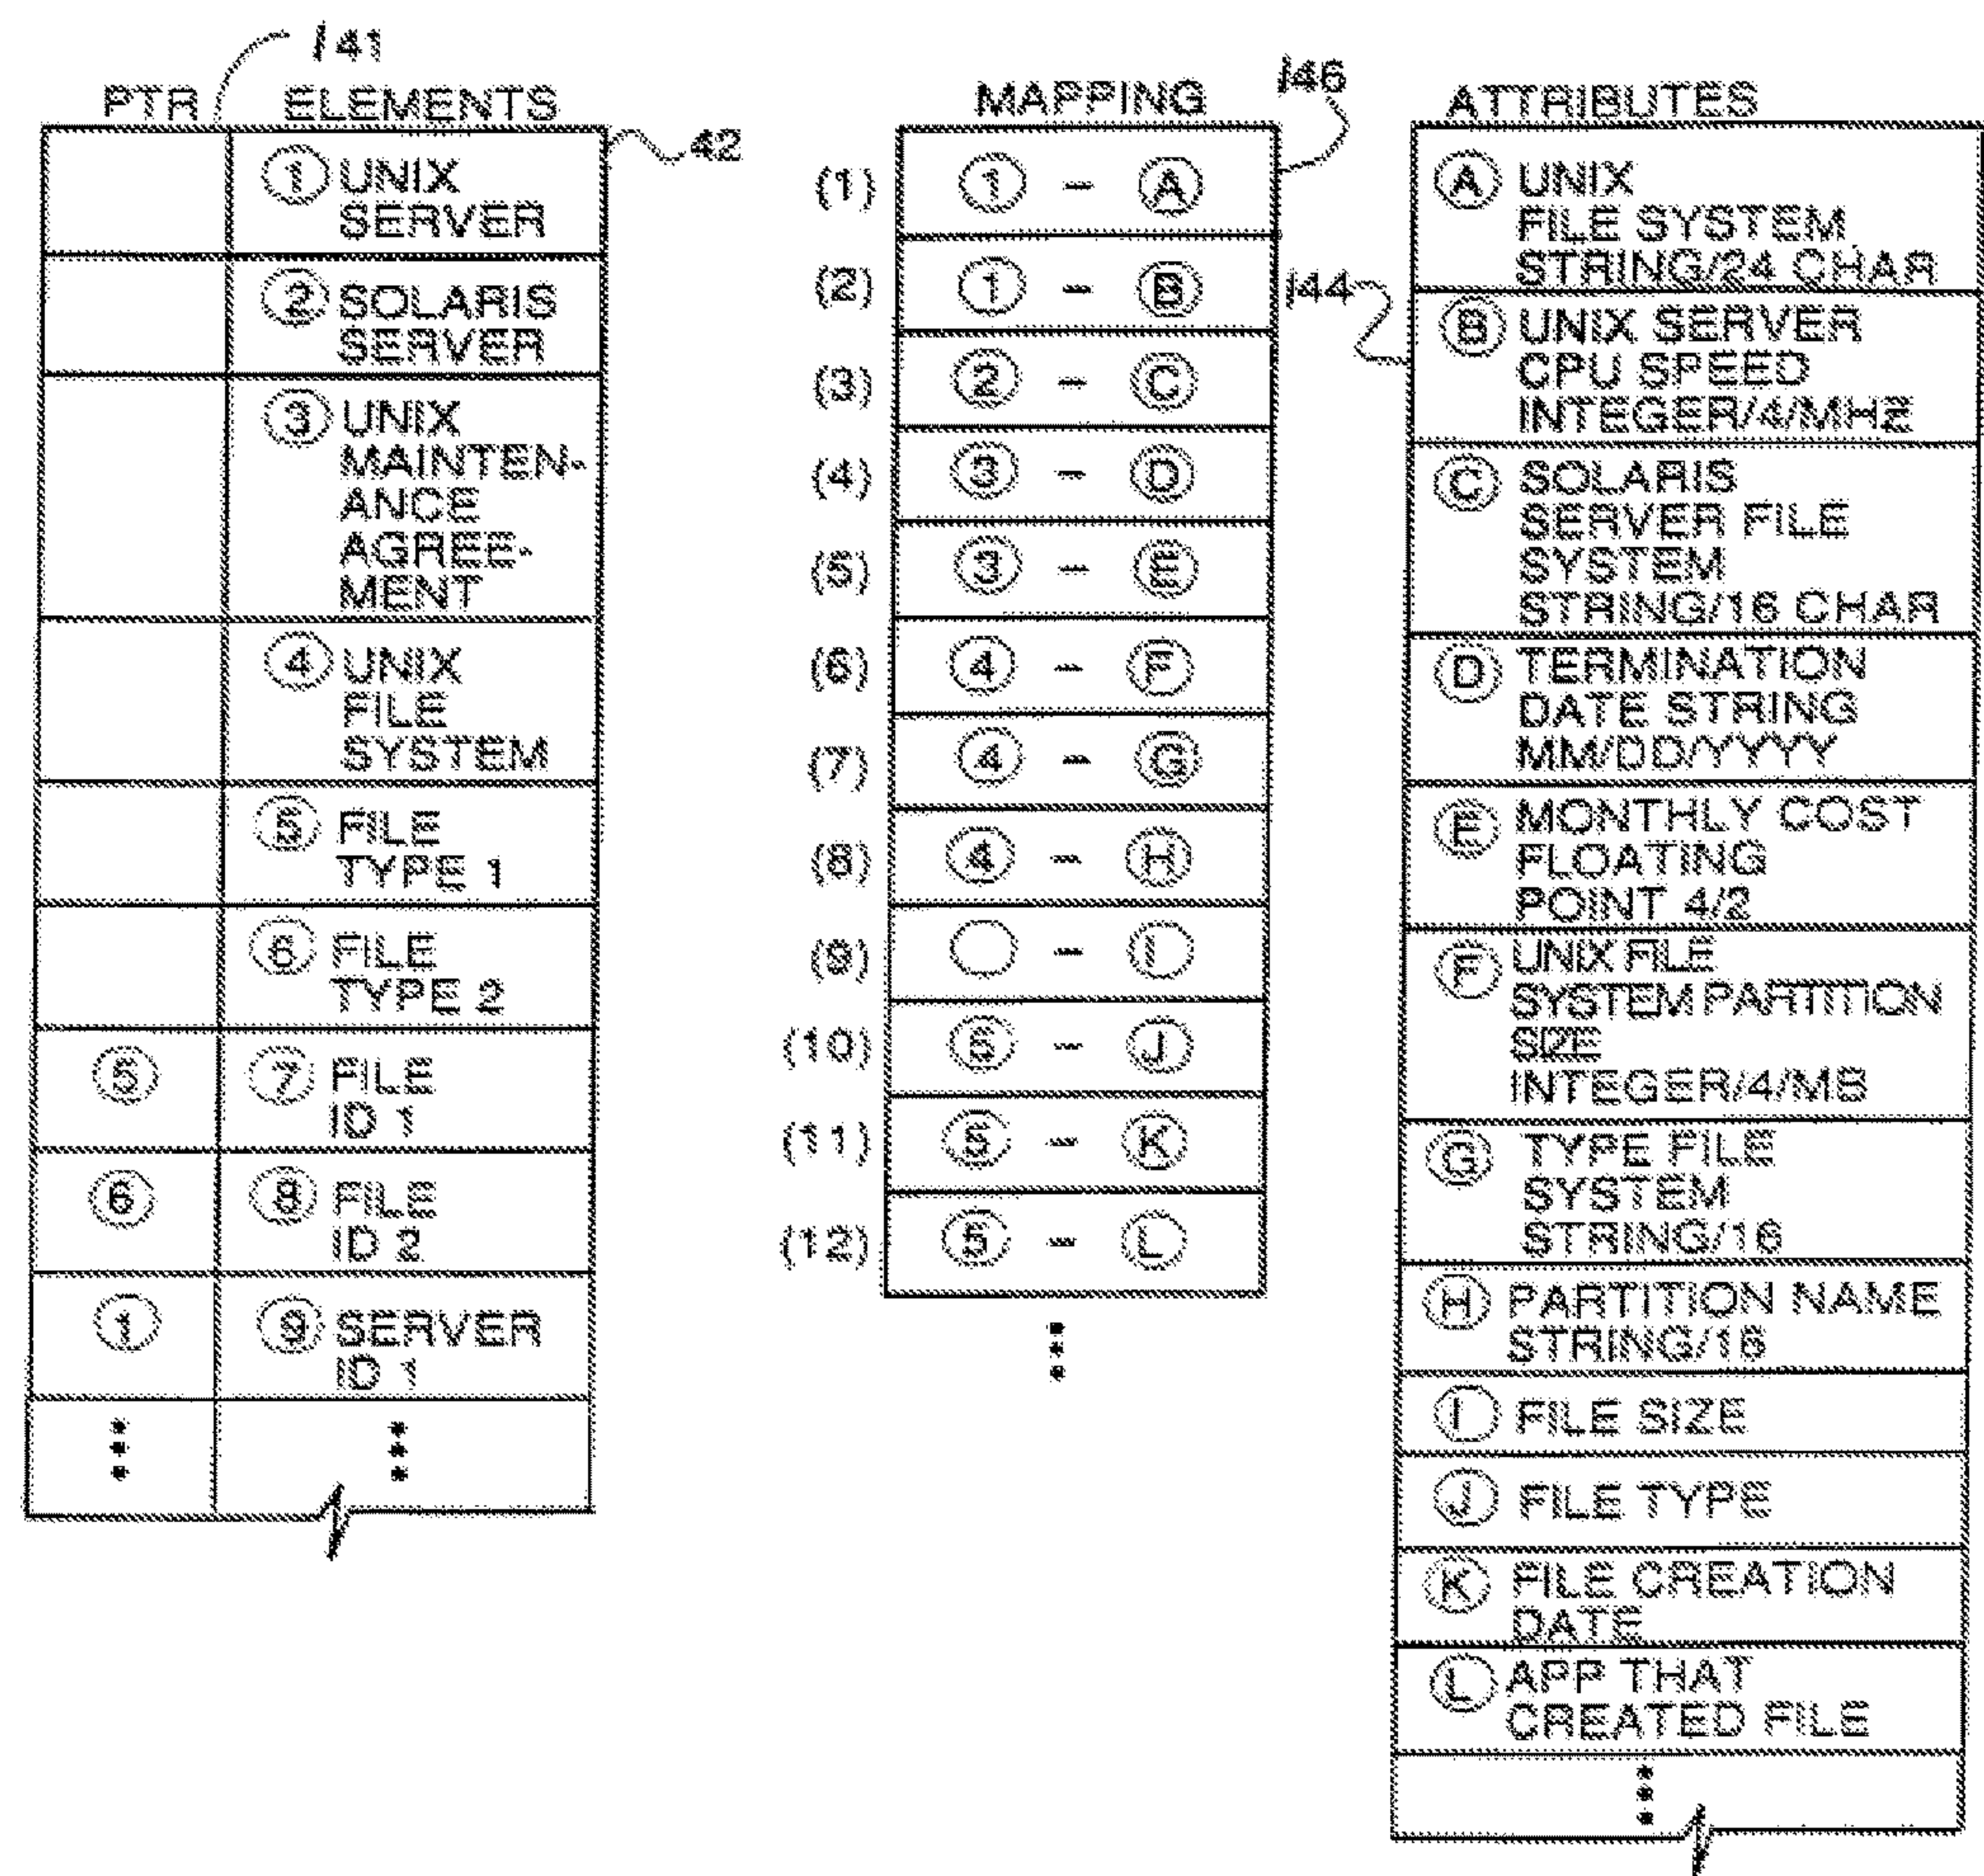 141
PTR ELEMENTS
42
① UNIX
SERVER
② SOLARIS
SERVER
③ UNIX
MAINTEN-
ANCE
AGREE-
MENT
④ UNIX
FILE
SYSTEM
⑤ FILE
TYPE 1
⑥ FILE
TYPE 2
⑤ ⑦ FILE
ID 1
⑥ ⑧ FILE
ID 2
① ⑨ SERVER
ID 1
MAPPING
146
(1) ① - Ⓐ
(2) ① - Ⓑ
(3) ② - Ⓒ
(4) ③ - Ⓓ
(5) ③ - Ⓔ
(6) ④ - Ⓕ
(7) ④ - Ⓖ
(8) ④ - Ⓗ
(9) ◯ - Ⓘ
(10) ⑤ - Ⓙ
(11) ⑤ - Ⓚ
(12) ⑤ - Ⓛ
ATTRIBUTES
144
Ⓐ UNIX
FILE SYSTEM
STRING/24 CHAR
Ⓑ UNIX SERVER
CPU SPEED
INTEGER/4/MHZ
Ⓒ SOLARIS
SERVER FILE
SYSTEM
STRING/16 CHAR
Ⓓ TERMINATION
DATE STRING
MM/DD/YYYY
Ⓔ MONTHLY COST
FLOATING
POINT 4/2
Ⓕ UNIX FILE
SYSTEM PARTITION
SIZE
INTEGER/4/MB
Ⓖ TYPE FILE
SYSTEM
STRING/16
Ⓗ PARTITION NAME
STRING/16
Ⓘ FILE SIZE
Ⓙ FILE TYPE
Ⓚ FILE CREATION
DATE
Ⓛ APP THAT
CREATED FILE